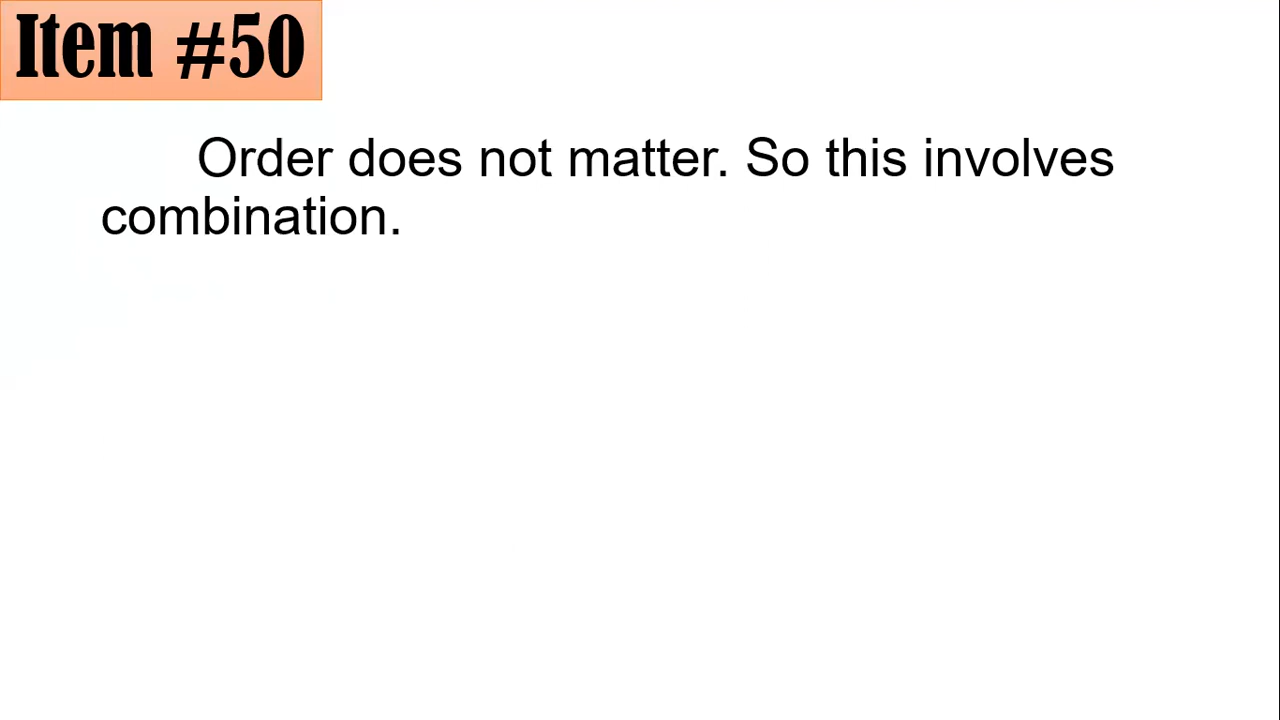 Item #50
Order does not matter. So this involves
combination.